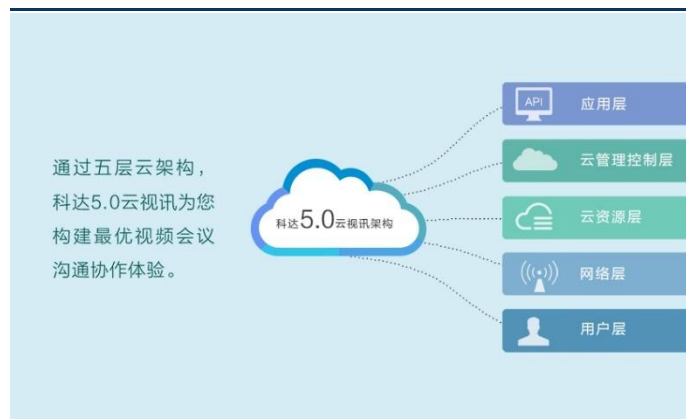 通过五层云架构，
科达5.0云视讯为您
构建最优视频会议
沟通协作体验。
科达5.0云视讯架构
API
应用层
云管理控制层
云资源层
网络层
用户层